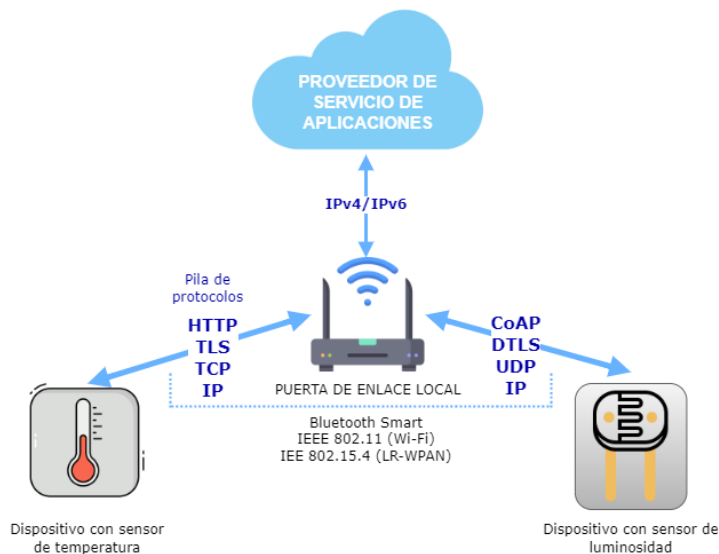 PROVEEDOR DE
SERVICIO DE
APLICACIONES
IPv4/IPv6
Pila de
protocolos
HTTP
TLS
TCP
IP
CoAP
DTLS
UDP
IP
PUERTA DE ENLACE LOCAL
Bluetooth Smart
IEEE 802.11 (Wi-Fi)
IEE 802.15.4 (LR-WPAN)
Dispositivo con sensor
de temperatura
Dispositivo con sensor de
luminosidad